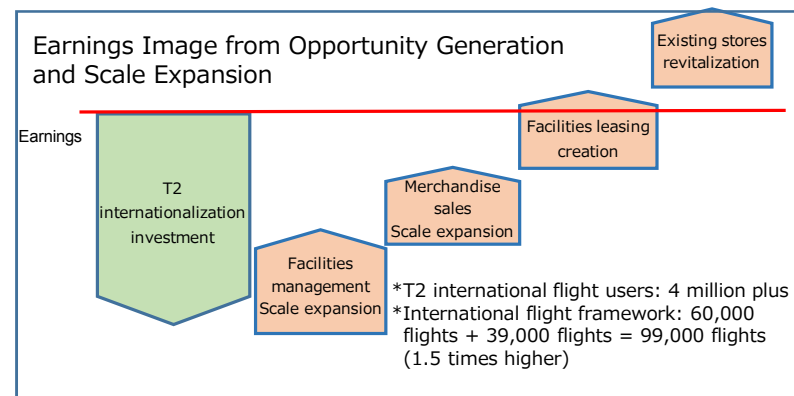 Earnings Image from Opportunity Generation
and Scale Expansion
Existing stores
revitalization
Earnings
Facilities leasing
creation
T2
internationalization
investment
Merchandise
sales
Scale expansion
Facilities
management
Scale expansion
*T2 international flight users: 4 million plus
*International flight framework: 60,000
flights + 39,000 flights = 99,000 flights
(1.5 times higher)